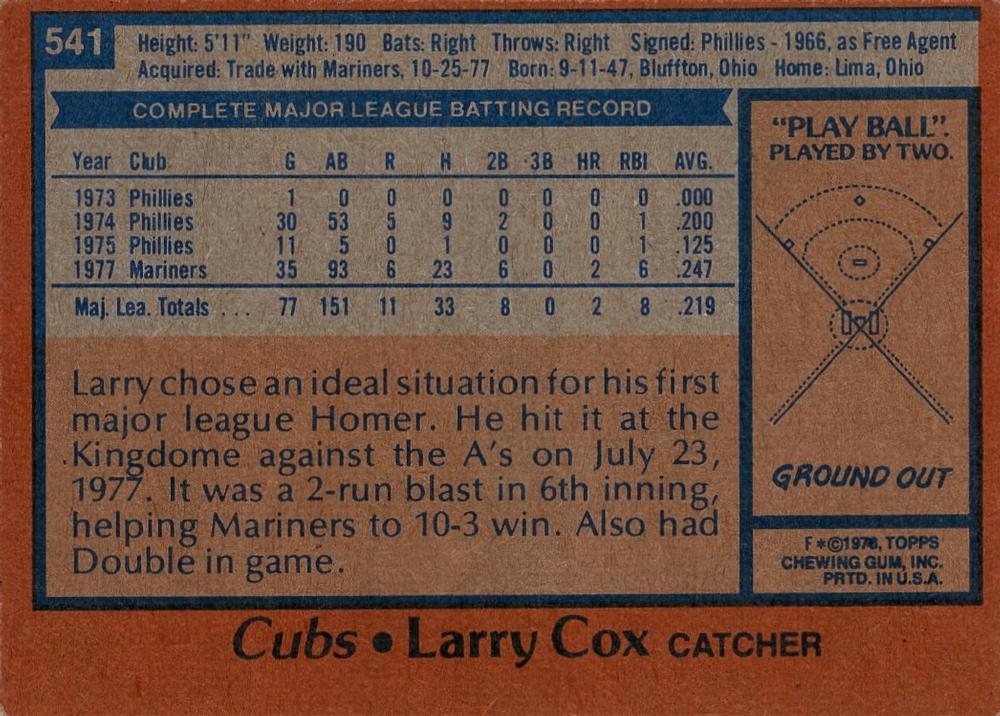 541
Height: 5'11" Weight: 190 Bats: Right Throws: Right Signed: Phillies - 1966, as Free Agent
Acquired: Trade with Mariners, 10-25-77 Born: 9-11-47, Bluffton, Ohio Home: Lima, Ohio
COMPLETE MAJOR LEAGUE BATTING RECORD
Year Club G AB R H 2B 3B HR RBI AVG.
1973 Phillies 1 0 0 0 0 0 0 0 .000
1974 Phillies 30 53 5 9 2 0 0 1 .200
1975 Phillies 11 5 0 1 0 0 0 1 .125
1977 Mariners 35 93 6 23 6 0 2 6 .247
Maj. Lea. Totals . . . 77 151 11 33 8 0 2 8 .219
Larry chose an ideal situation for his first
major league Homer. He hit it at the
Kingdome against the A's on July 23,
1977. It was a 2-run blast in 6th inning,
helping Mariners to 10-3 win. Also had
Double in game.
"PLAY BALL".
PLAYED BY TWO.
GROUND OUT
F*©1978, TOPPS
CHEWING GUM, INC.
PRTD. IN U.S.A.
Cubs • Larry Cox CATCHER